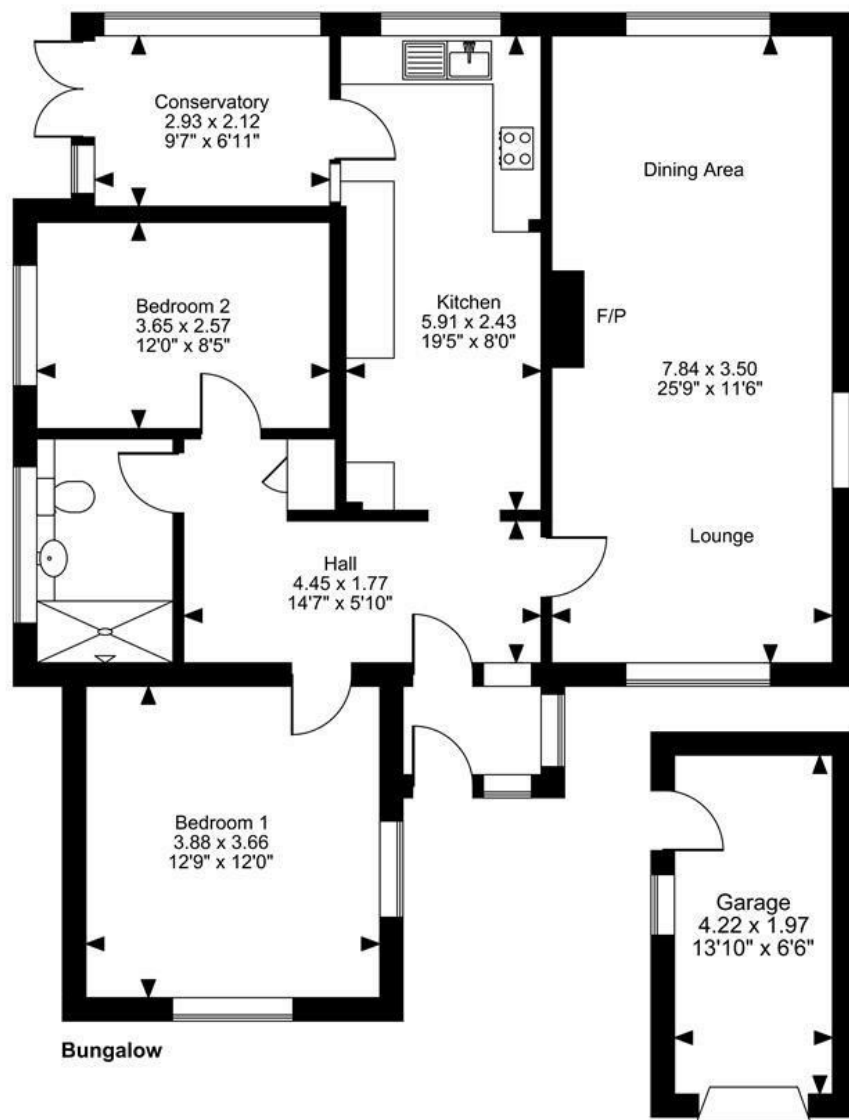 Conservatory
2.93 x 2.12
9'7" x 6'11"
Dining Area
Bedroom 2
3.65 x 2.57
12'0" x 8'5"
Kitchen
5.91 x 2.43
19'5" x 8'0"
F/P
7.84 x 3.50
25'9" x 11'6"
Lounge
Hall
4.45 x 1.77
14'7" x 5'10"
Bedroom 1
3.88 x 3.66
12'9" x 12'0"
Garage
4.22 x 1.97
13'10" x 6'6"
Bungalow